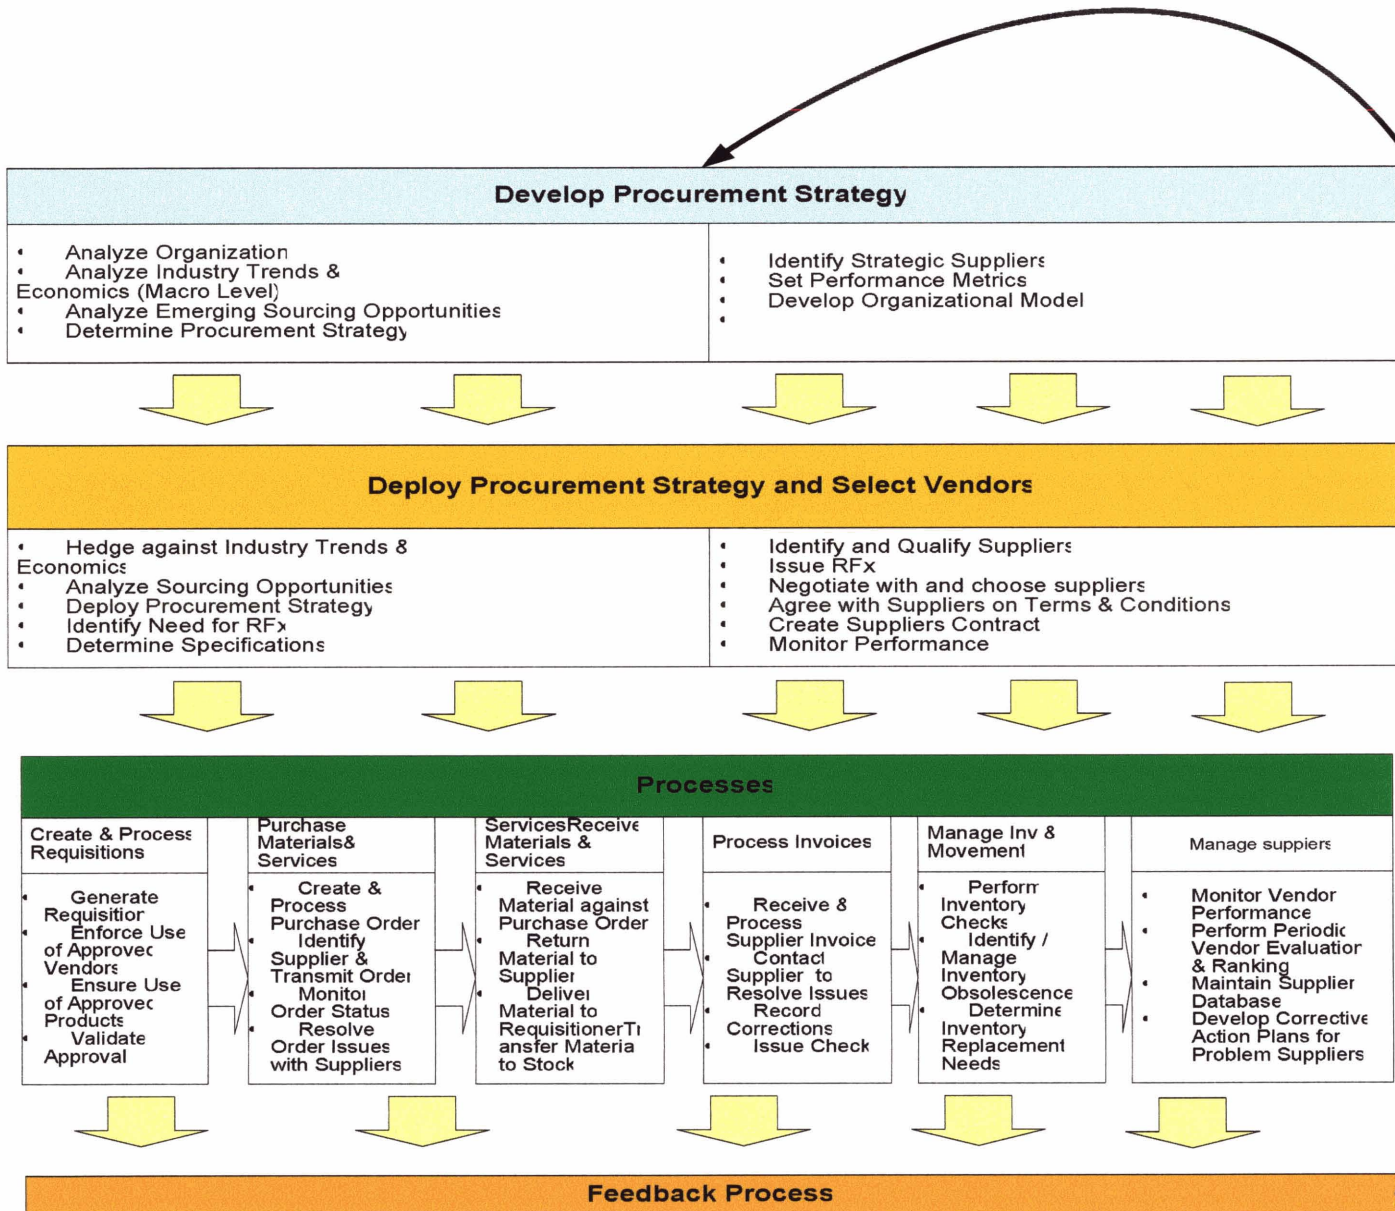 Develop Procurement Strategy
• Analyze Organization
• Analyze Industry Trends &
Economics (Macro Level)
• Analyze Emerging Sourcing Opportunities
• Determine Procurement Strategy
• Identify Strategic Suppliers
• Set Performance Metrics
• Develop Organizational Model
•
Deploy Procurement Strategy and Select Vendors
• Hedge against Industry Trends &
Economics
• Analyze Sourcing Opportunities
• Deploy Procurement Strategy
• Identify Need for RFx
• Determine Specifications
• Identify and Qualify Suppliers
• Issue RFx
• Negotiate with and choose suppliers
• Agree with Suppliers on Terms & Conditions
• Create Suppliers Contract
• Monitor Performance
Processes
Create & Process
Requisitions
• Generate
Requisition
• Enforce Use
of Approved
Vendors
• Ensure Use
of Approved
Products
• Validate
Approval
Purchase
Materials&
Services
• Create &
Process
Purchase Order
• Identify
Supplier &
Transmit Order
• Monitor
Order Status
• Resolve
Order Issues
with Suppliers
ServicesReceive
Materials &
Services
• Receive
Material against
Purchase Order
• Return
Material to
Supplier
• Deliver
Material to
RequisitionerTr
ansfer Material
to Stock
Process Invoices
• Receive &
Process
Supplier Invoice
• Contact
Supplier to
Resolve Issues
• Record
Corrections
• Issue Check
Manage Inv &
Movement
• Perform
Inventory
Checks
• Identify /
Manage
Inventory
Obsolescence
• Determine
Inventory
Replacement
Needs
Manage suppiers
• Monitor Vendor
Performance
• Perform Periodic
Vendor Evaluation
& Ranking
• Maintain Supplier
Database
• Develop Corrective
Action Plans for
Problem Suppliers
Feedback Process